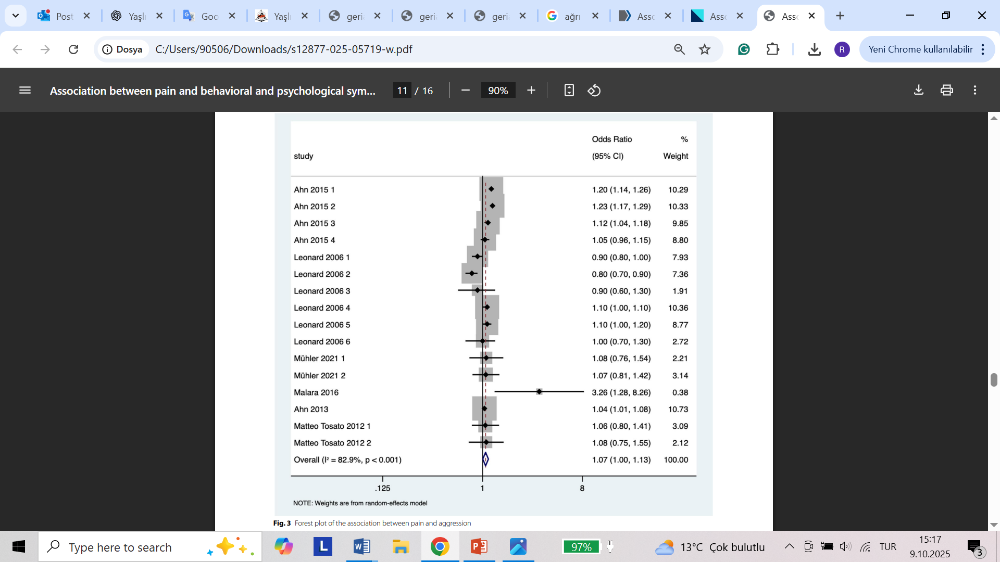 Post
Yaşlı
Goo
Yaşlı
geri
geri
geri
ağrı
Asso
Asso
Asso
Dosya
C:/Users/90506/Downloads/s12877-025-05719-w.pdf
R
Yeni Chrome kullanılabilir
Association between pain and behavioral and psychological sym...
11 / 16
90%
Odds Ratio %
study (95% CI) Weight
Ahn 2015 1 1.20 (1.14, 1.26) 10.29
Ahn 2015 2 1.23 (1.17, 1.29) 10.33
Ahn 2015 3 1.12 (1.04, 1.18) 9.85
Ahn 2015 4 1.05 (0.96, 1.15) 8.80
Leonard 2006 1 0.90 (0.80, 1.00) 7.93
Leonard 2006 2 0.80 (0.70, 0.90) 7.36
Leonard 2006 3 0.90 (0.60, 1.30) 1.91
Leonard 2006 4 1.10 (1.00, 1.10) 10.36
Leonard 2006 5 1.10 (1.00, 1.20) 8.77
Leonard 2006 6 1.00 (0.70, 1.30) 2.72
Mühler 2021 1 1.08 (0.76, 1.54) 2.21
Mühler 2021 2 1.07 (0.81, 1.42) 3.14
Malara 2016 3.26 (1.28, 8.26) 0.38
Ahn 2013 1.04 (1.01, 1.08) 10.73
Matteo Tosato 2012 1 1.06 (0.80, 1.41) 3.09
Matteo Tosato 2012 2 1.08 (0.75, 1.55) 2.12
Overall (I² = 82.9%, p < 0.001) 1.07 (1.00, 1.13) 100.00
.125 1 8
NOTE: Weights are from random-effects model
Fig. 3 Forest plot of the association between pain and aggression
Type here to search
L
97%
13°C Çok bulutlu
TUR
15:17
9.10.2025
3